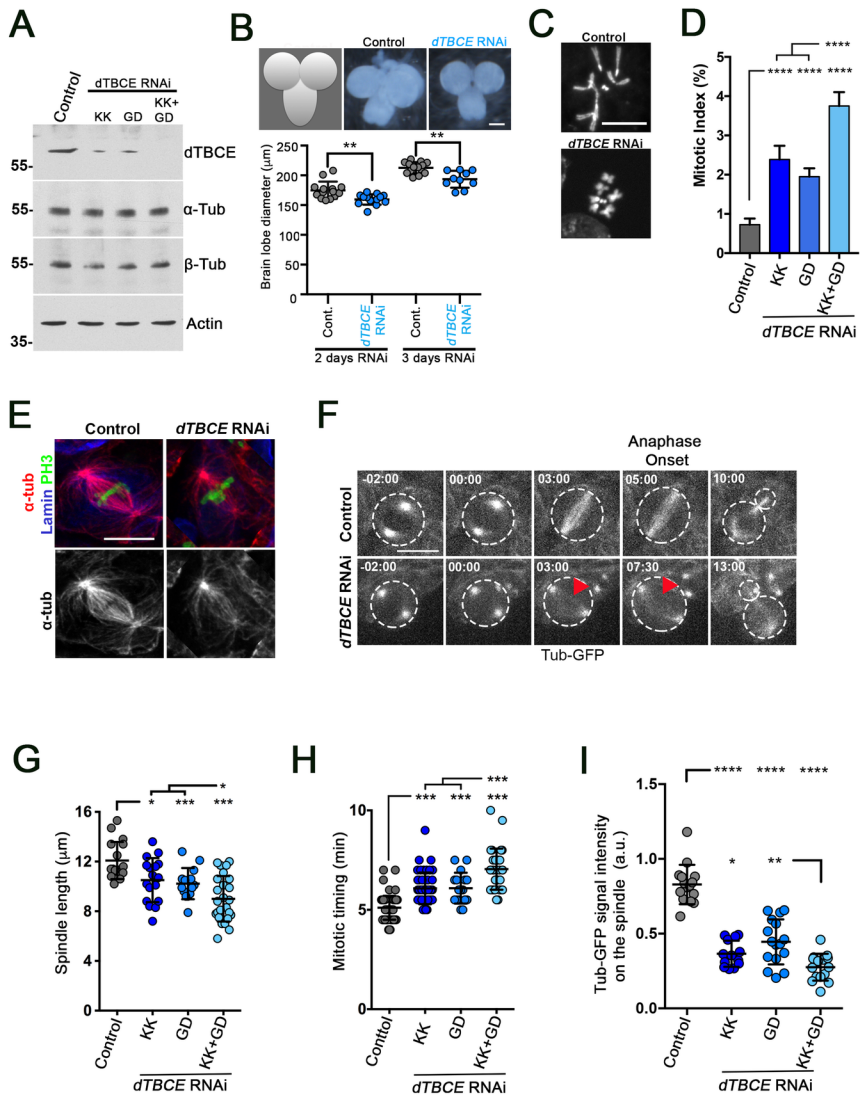 A
Control
dTBCE RNAi
KK
GD
KK+
GD
55-
dTBCE
55-
α-Tub
55-
β-Tub
Actin
35-
B
Control
dTBCE RNAi
Brain lobe diameter (μm)
250
200
150
100
50
0
**
**
Cont.
dTBCE
RNAi
Cont.
dTBCE
RNAi
2 days RNAi
3 days RNAi
C
Control
dTBCE RNAi
D
Mitotic Index (%)
5
4
3
2
1
0
****
**** **** ****
Control
KK
GD
KK+GD
dTBCE RNAi
E
Control
dTBCE RNAi
α-tub
Lamin PH3
α-tub
F
Anaphase
Onset
Control
-02:00
00:00
03:00
05:00
10:00
dTBCE RNAi
-02:00
00:00
03:00
07:30
13:00
Tub-GFP
G
Spindle length (μm)
16
12
8
4
0
*
* *** ***
Control
KK
GD
KK+GD
dTBCE RNAi
H
Mitotic timing (min)
10
5
0
***
*** *** ***
Conttol
KK
GD
KK+GD
dTBCE RNAi
I
Tub-GFP signal intensity
on the spindle (a.u.)
1.5
1.0
0.5
0.0
**** **** ****
* **
Control
KK
GD
KK+GD
dTBCE RNAi